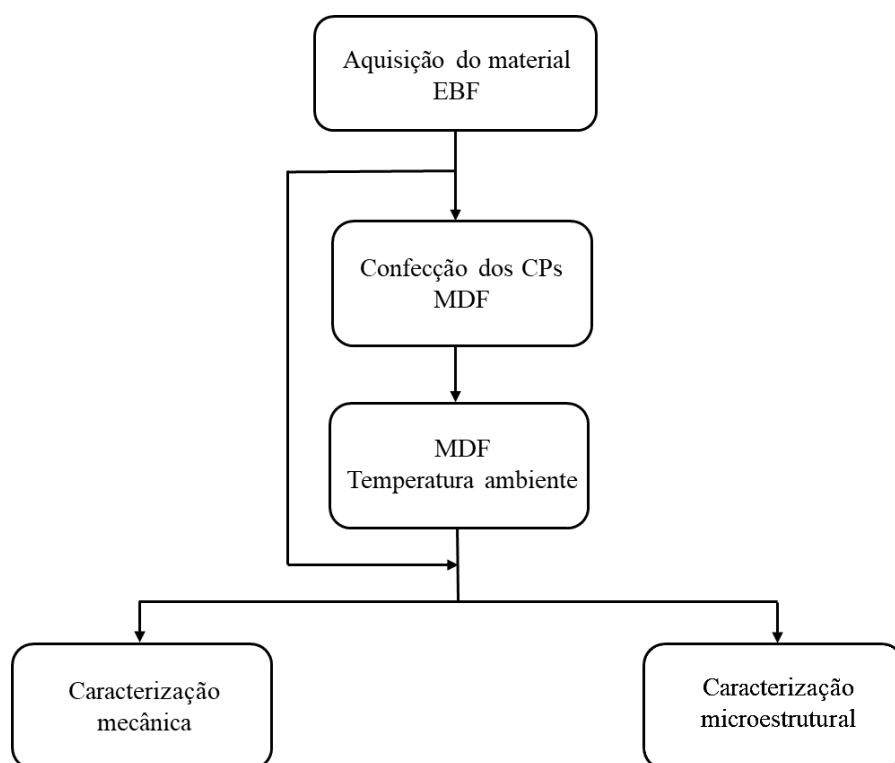 Aquisição do material
EBF
Confecção dos CPs
MDF
MDF
Temperatura ambiente
Caracterização
mecânica
Caracterização
microestrutural